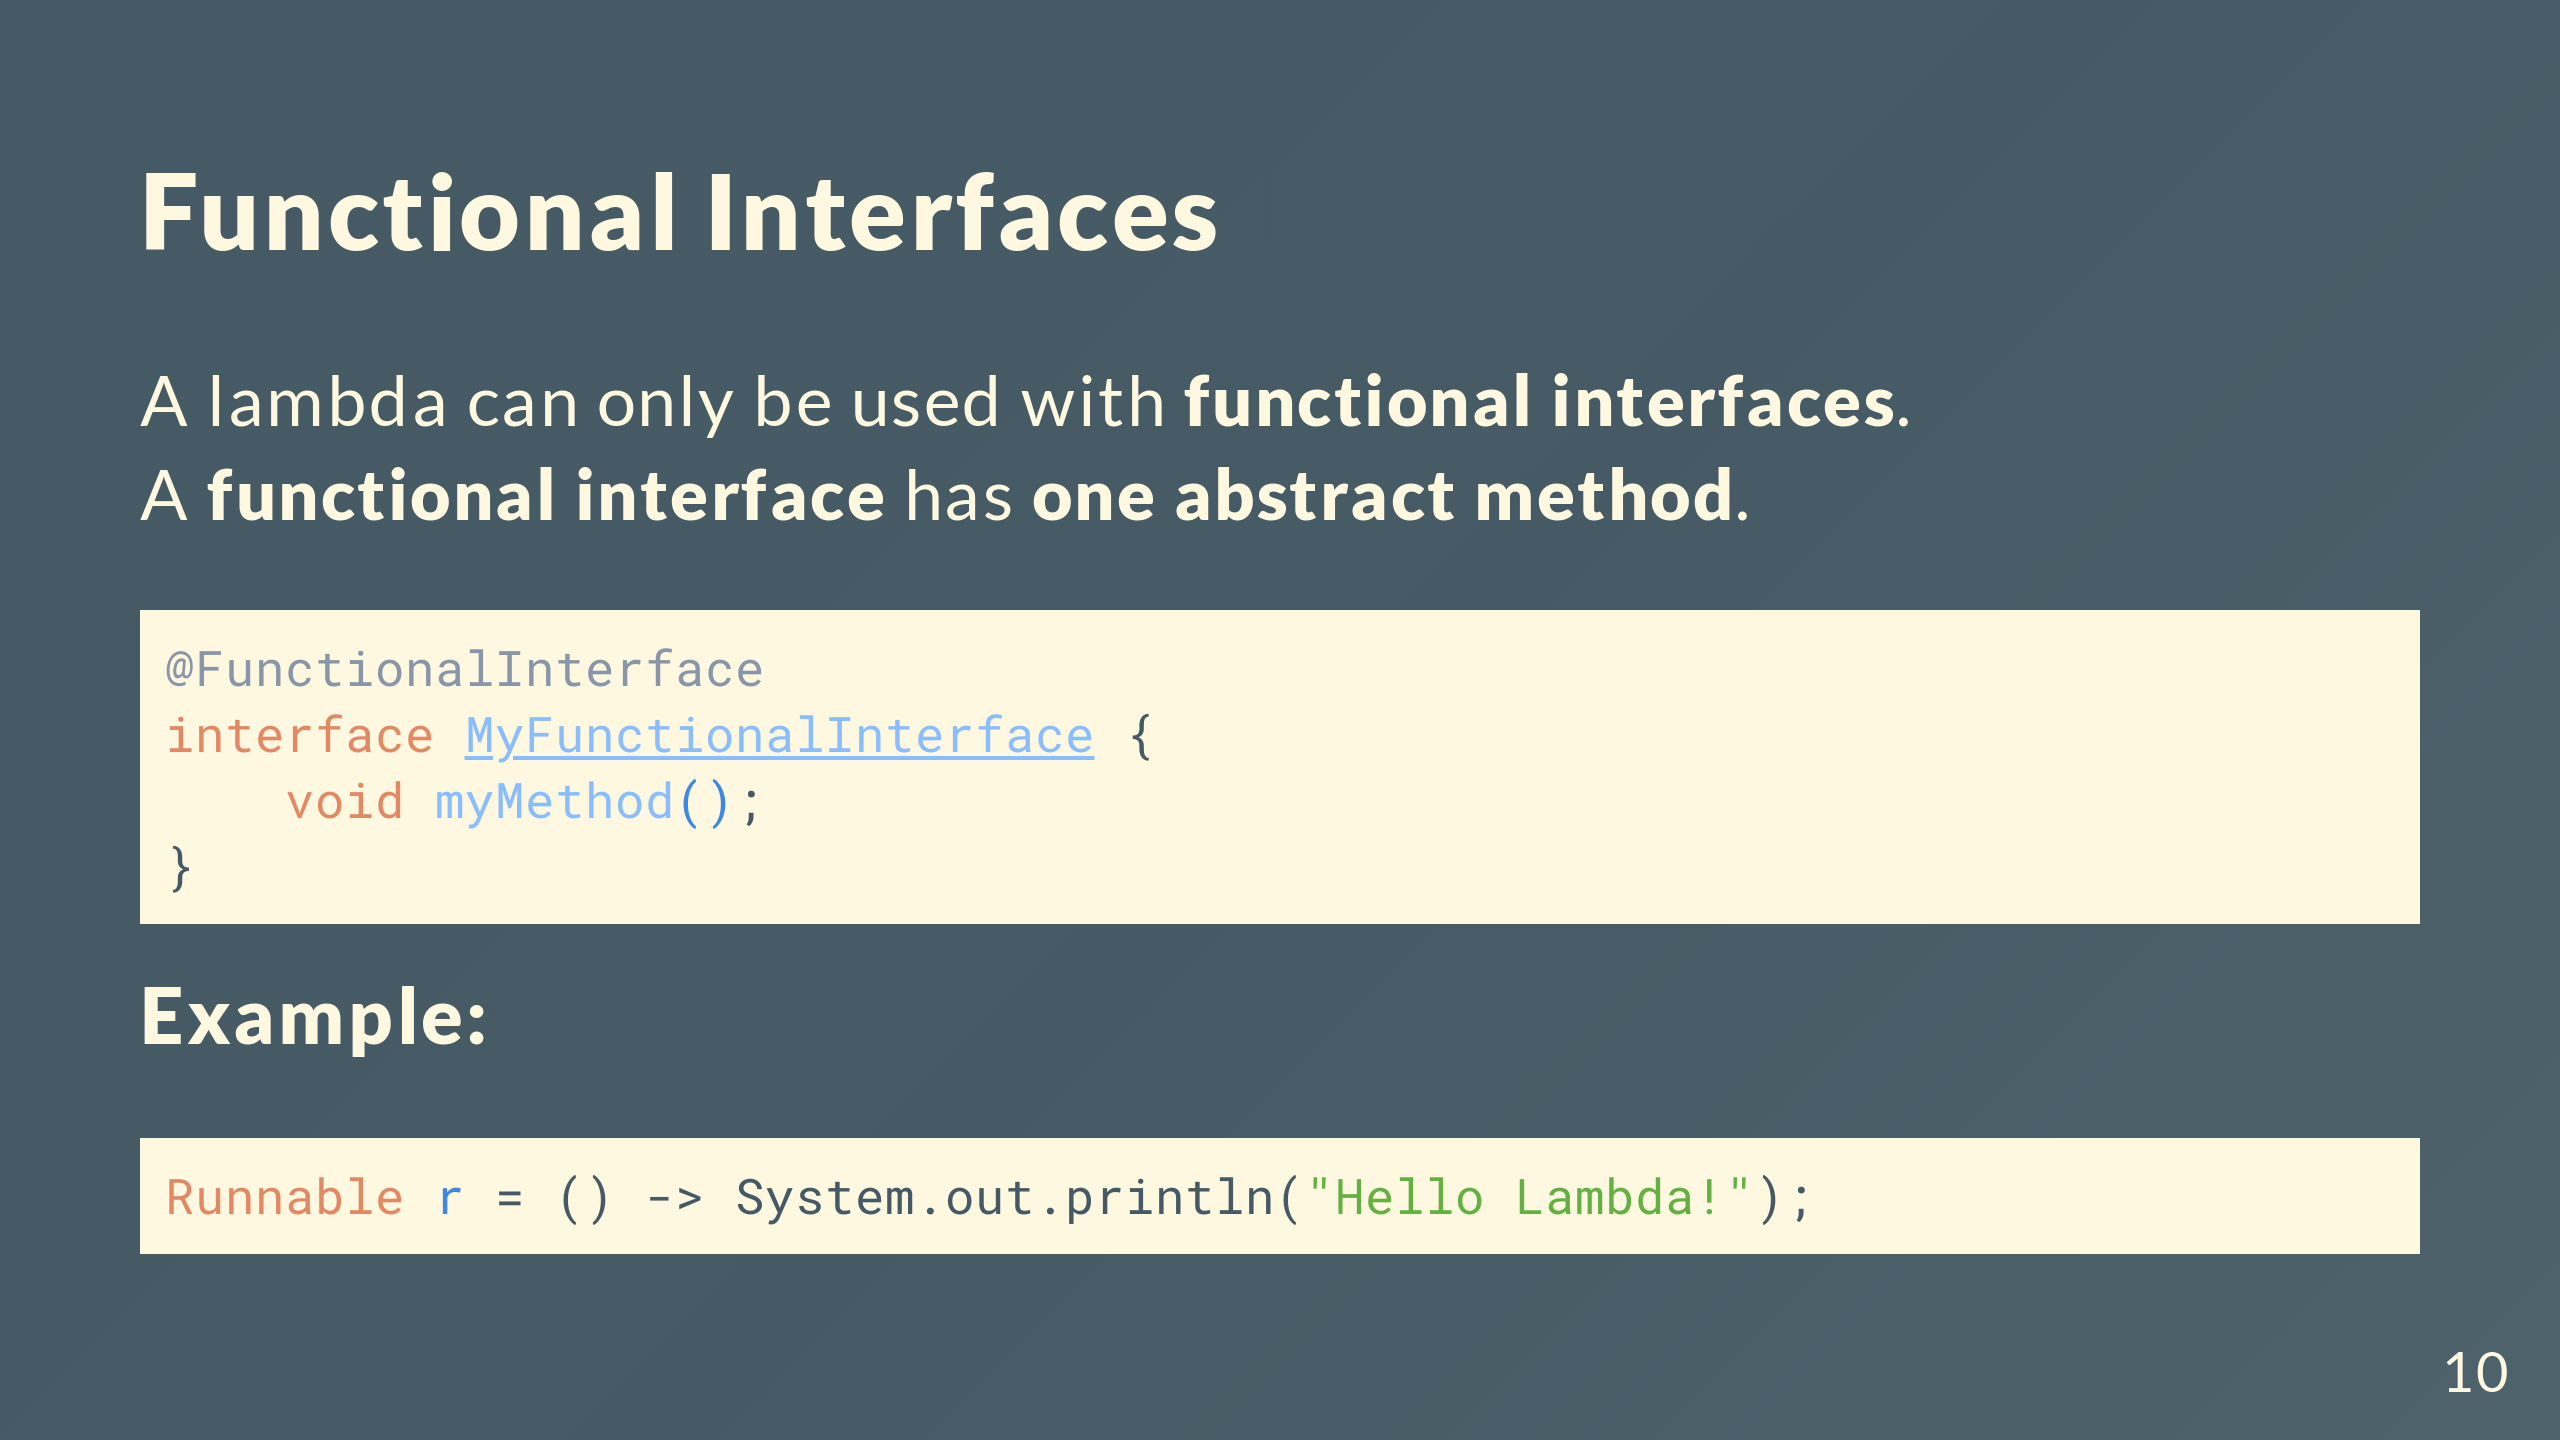 Functional Interfaces
A lambda can only be used with functional interfaces.
A functional interface has one abstract method.
@FunctionalInterface
interface MyFunctionalInterface {
    void myMethod();
}
Example:
Runnable r = () -> System.out.println("Hello Lambda!");
10